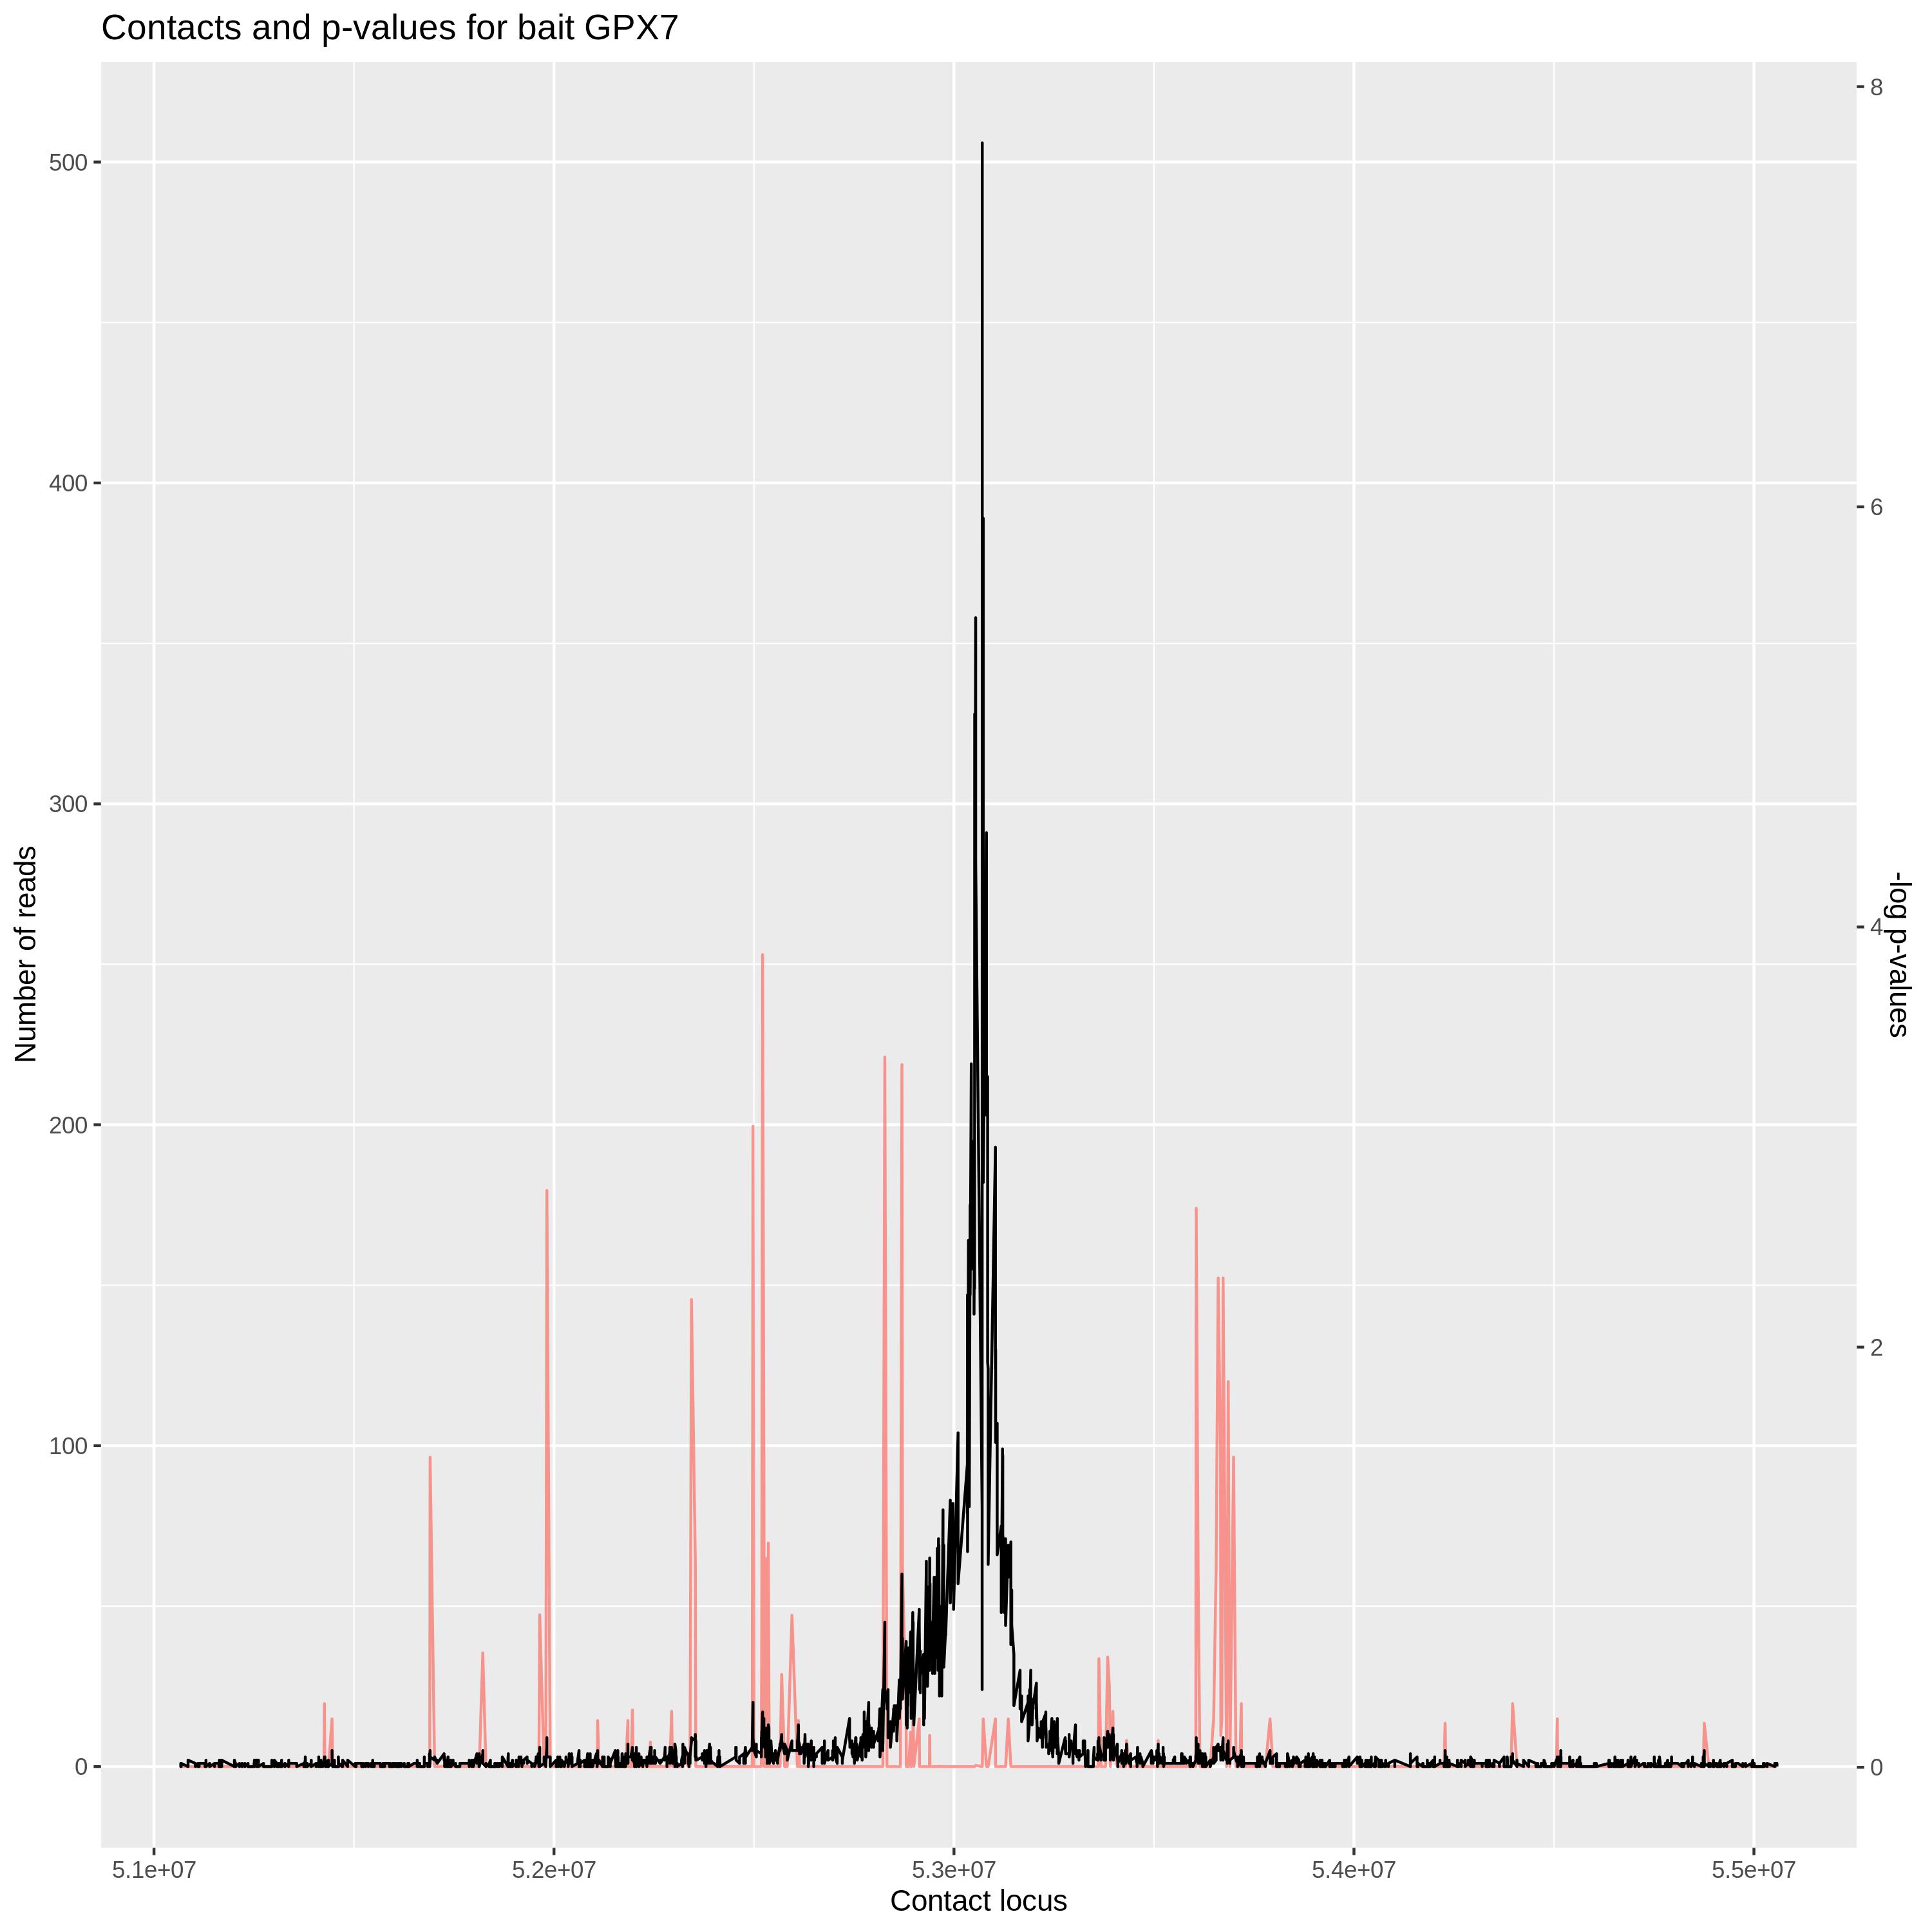 Contacts and p-values for bait GPX7
Number of reads
500
400
300
200
100
0
8
6
4
2
0
-log p-values
5.1e+07
5.2e+07
5.3e+07
5.4e+07
5.5e+07
Contact locus